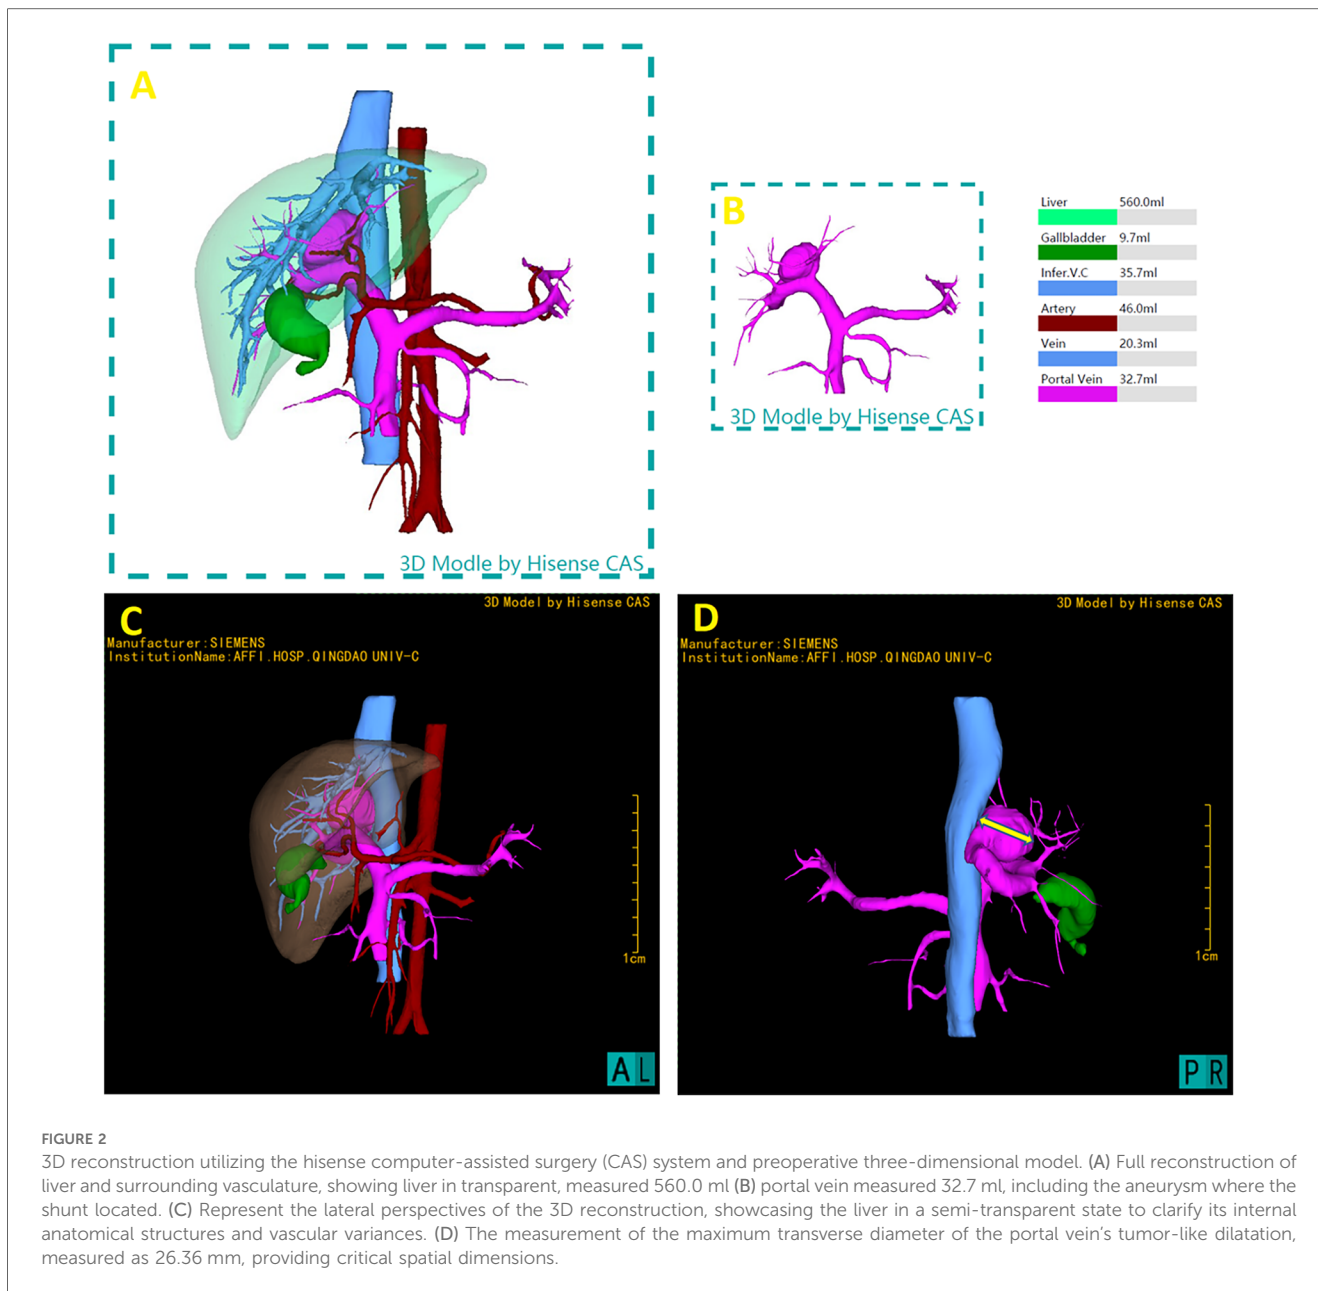 A
3D Modle by Hisense CAS
B
3D Modle by Hisense CAS
Liver 560.0ml
Gallbladder 9.7ml
Infer.V.C 35.7ml
Artery 46.0ml
Vein 20.3ml
Portal Vein 32.7ml
C
3D Model by Hisense CAS
Manufacturer:SIEMENS
InstitutionName:AFFI.HOSP.QINGDAO UNIV-C
1cm
AL
D
3D Model by Hisense CAS
Manufacturer:SIEMENS
InstitutionName:AFFI.HOSP.QINGDAO UNIV-C
1cm
PR
FIGURE 2
3D reconstruction utilizing the hisense computer-assisted surgery (CAS) system and preoperative three-dimensional model. (A) Full reconstruction of
liver and surrounding vasculature, showing liver in transparent, measured 560.0 ml (B) portal vein measured 32.7 ml, including the aneurysm where the
shunt located. (C) Represent the lateral perspectives of the 3D reconstruction, showcasing the liver in a semi-transparent state to clarify its internal
anatomical structures and vascular variances. (D) The measurement of the maximum transverse diameter of the portal vein's tumor-like dilatation,
measured as 26.36 mm, providing critical spatial dimensions.